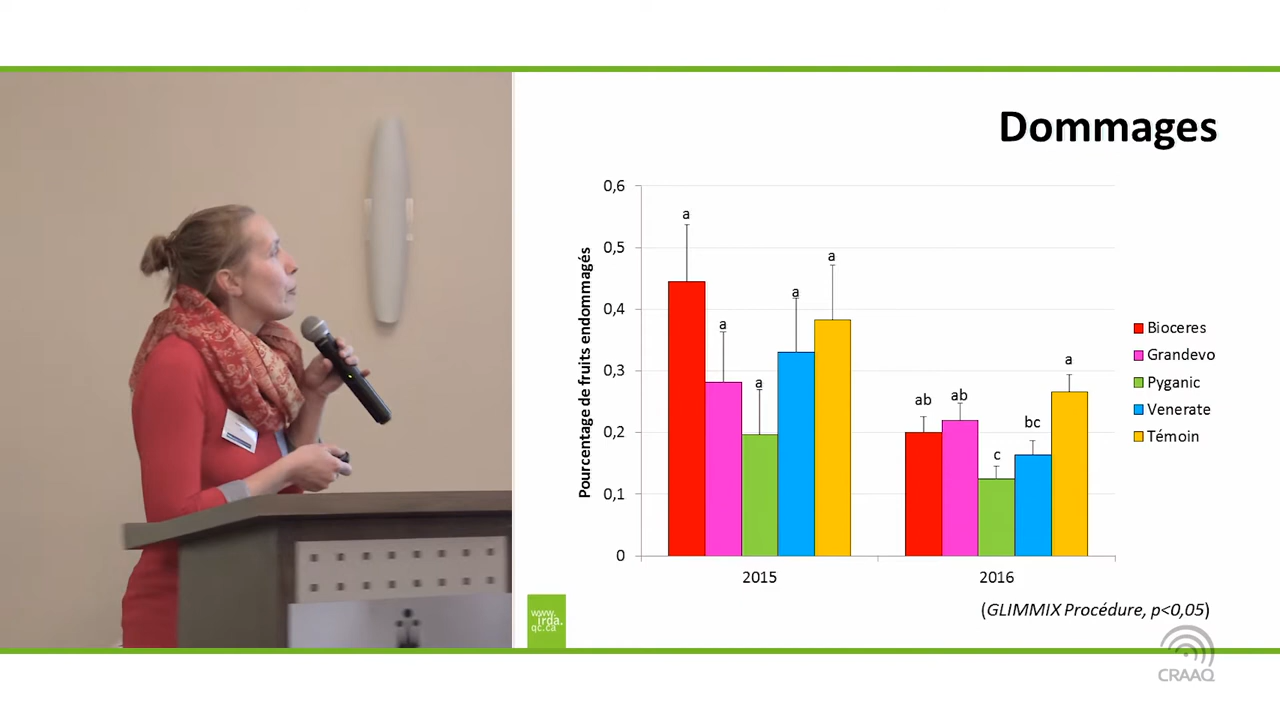 Dommages
Pourcentage de fruits endommagés
0,6
0,5
0,4
0,3
0,2
0,1
0
a
a
a
a
a
ab
ab
c
bc
a
2015
2016
Bioceres
Grandevo
Pyganic
Venerate
Témoin
(GLIMMIX Procédure, p<0,05)
www.
irda.
qc.ca
CRAAQ